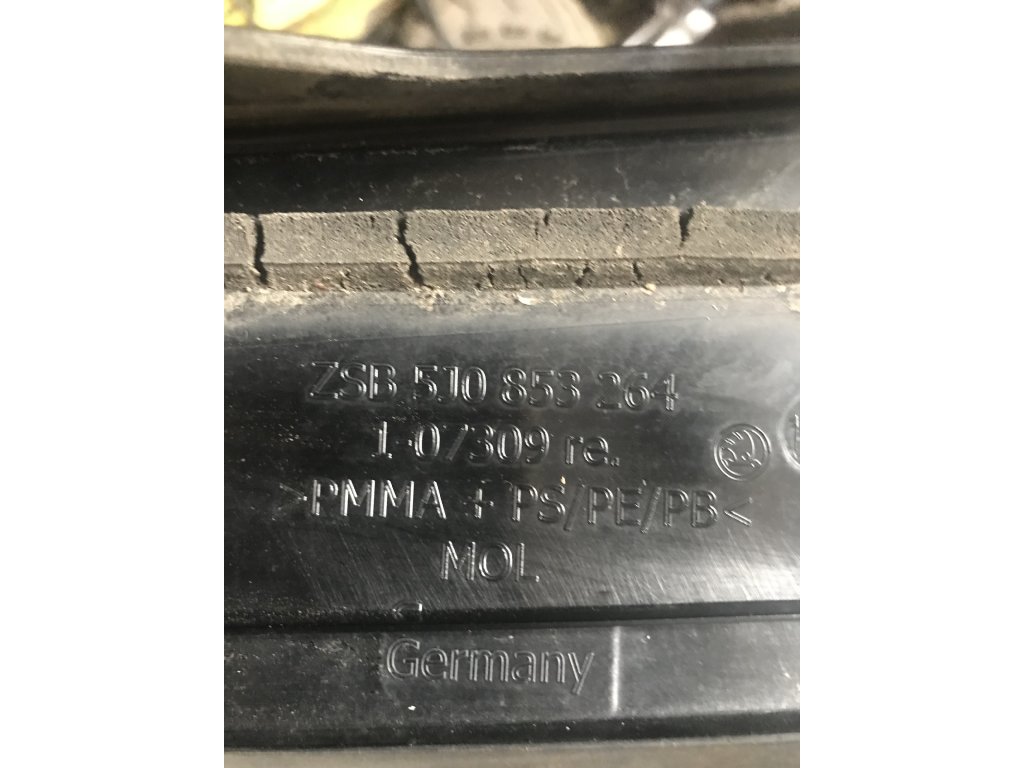 ZSB 5J0 853 264
1-07309 re.
>PMMA + PS/PE/PB<
MOL
Germany